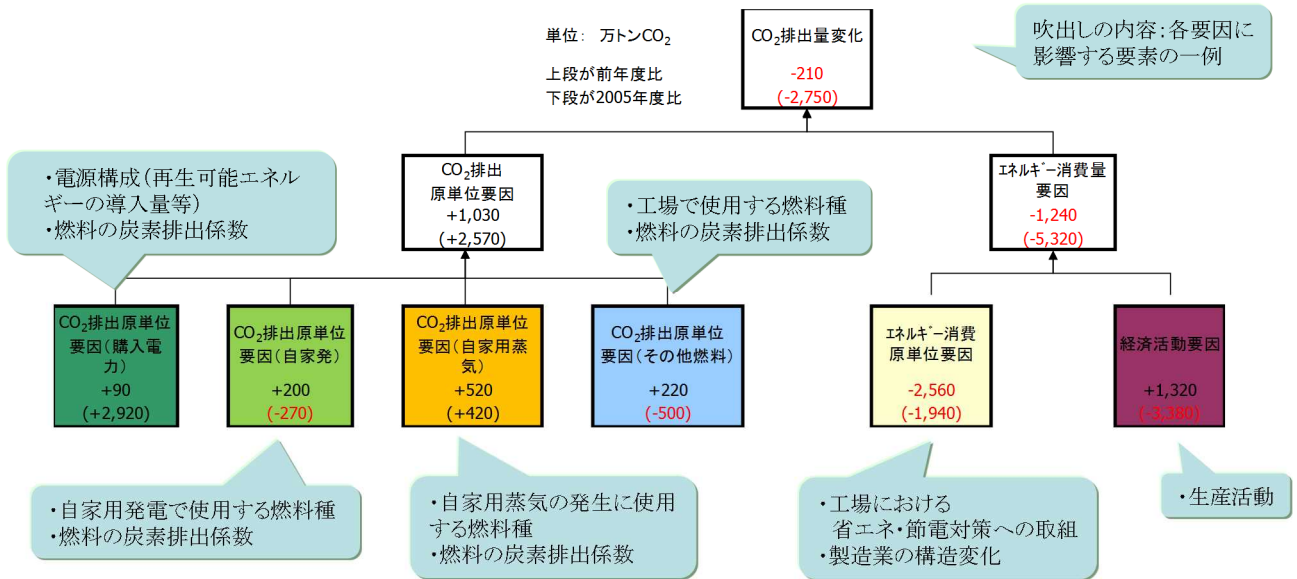 単位： 万トンCO₂
上段が前年度比
下段が2005年度比
CO₂排出量変化
-210
(-2,750)
吹出しの内容：各要因に
影響する要素の一例
・電源構成（再生可能エネル
ギーの導入量等）
・燃料の炭素排出係数
CO₂排出
原単位要因
+1,030
(+2,570)
・工場で使用する燃料種
・燃料の炭素排出係数
ｴﾈﾙｷﾞｰ消費量
要因
-1,240
(-5,320)
CO₂排出原単位
要因（購入電
力）
+90
(+2,920)
CO₂排出原単位
要因（自家発）
+200
(-270)
CO₂排出原単位
要因（自家用蒸
気）
+520
(+420)
CO₂排出原単位
要因（その他燃料）
+220
(-500)
ｴﾈﾙｷﾞｰ消費
原単位要因
-2,560
(-1,940)
経済活動要因
+1,320
(-3,380)
・自家用発電で使用する燃料種
・燃料の炭素排出係数
・自家用蒸気の発生に使用
する燃料種
・燃料の炭素排出係数
・工場における
省エネ・節電対策への取組
・製造業の構造変化
・生産活動